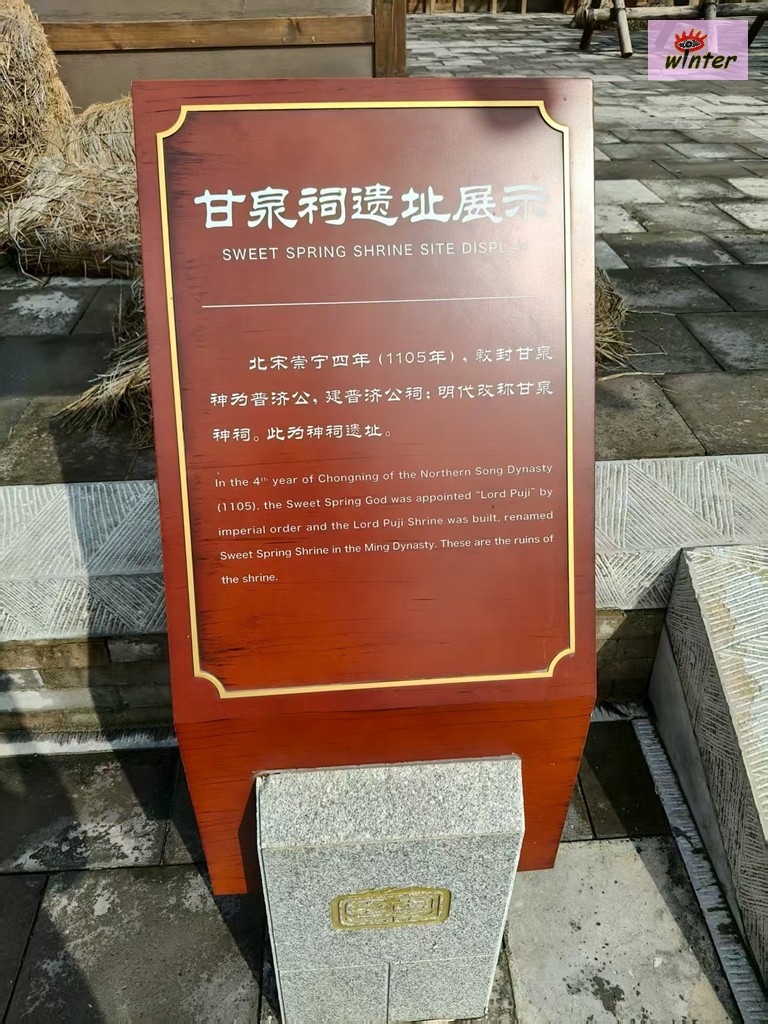 winter
甘泉祠遗址展示
SWEET SPRING SHRINE SITE DISPLAY
北宋崇宁四年(1105年),敕封甘泉
神为普济公,建普济公祠;明代改称甘泉
神祠。此为神祠遗址。
In the 4th year of Chongning of the Northern Song Dynasty
(1105), the Sweet Spring God was appointed "Lord Puji" by
imperial order and the Lord Puji Shrine was built, renamed
Sweet Spring Shrine in the Ming Dynasty. These are the ruins of
the shrine.